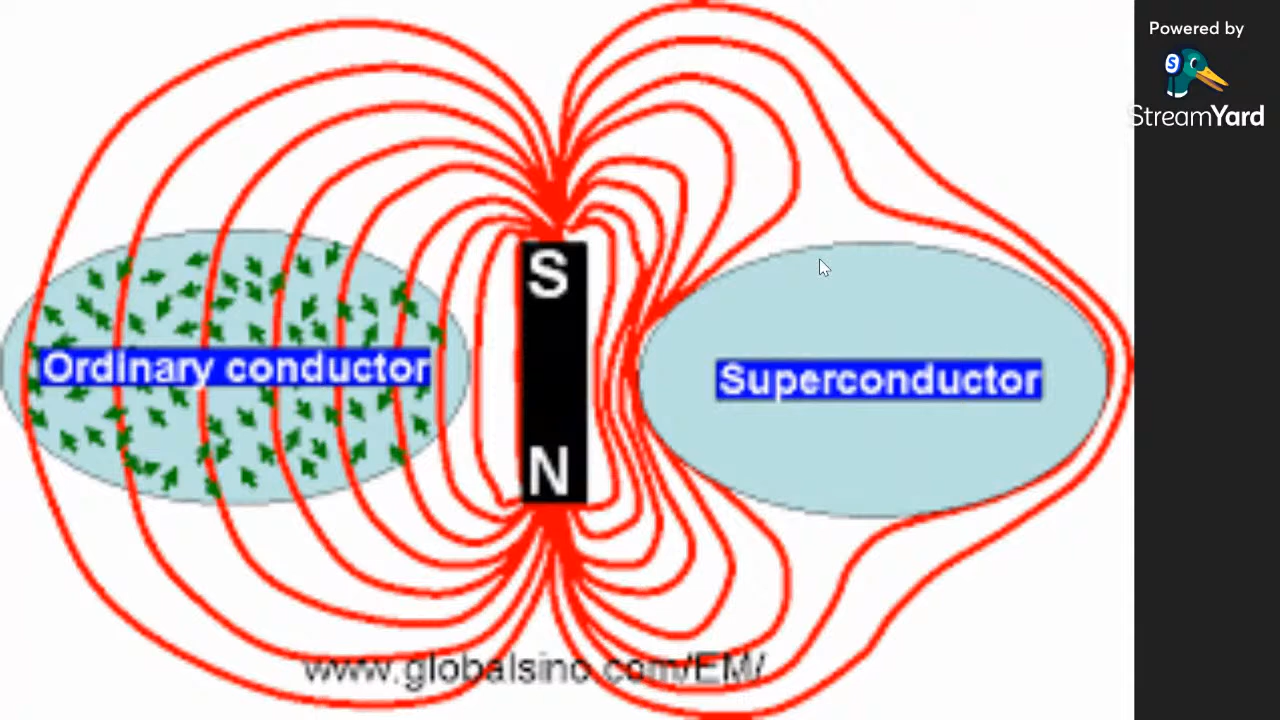 Powered by
S
StreamYard
S
Ordinary conductor
Superconductor
N
www.globalsino.com/EM/